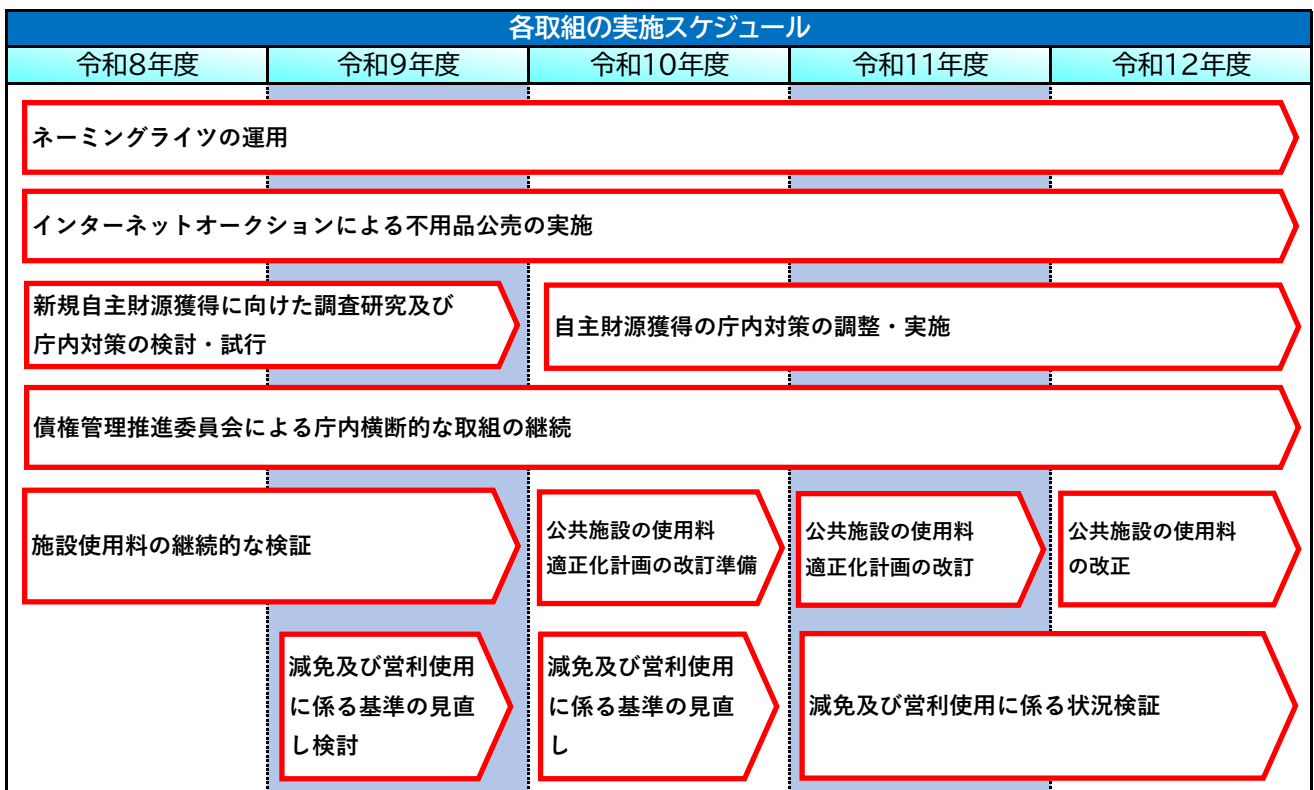 各取組の実施スケジュール
令和8年度
令和9年度
令和10年度
令和11年度
令和12年度
ネーミングライツの運用
インターネットオークションによる不用品公売の実施
新規自主財源獲得に向けた調査研究及び
庁内対策の検討・試行
自主財源獲得の庁内対策の調整・実施
債権管理推進委員会による庁内横断的な取組の継続
施設使用料の継続的な検証
公共施設の使用料
適正化計画の改訂準備
公共施設の使用料
適正化計画の改訂
公共施設の使用料
の改正
減免及び営利使用
に係る基準の見直
し検討
減免及び営利使用
に係る基準の見直
し
減免及び営利使用に係る状況検証